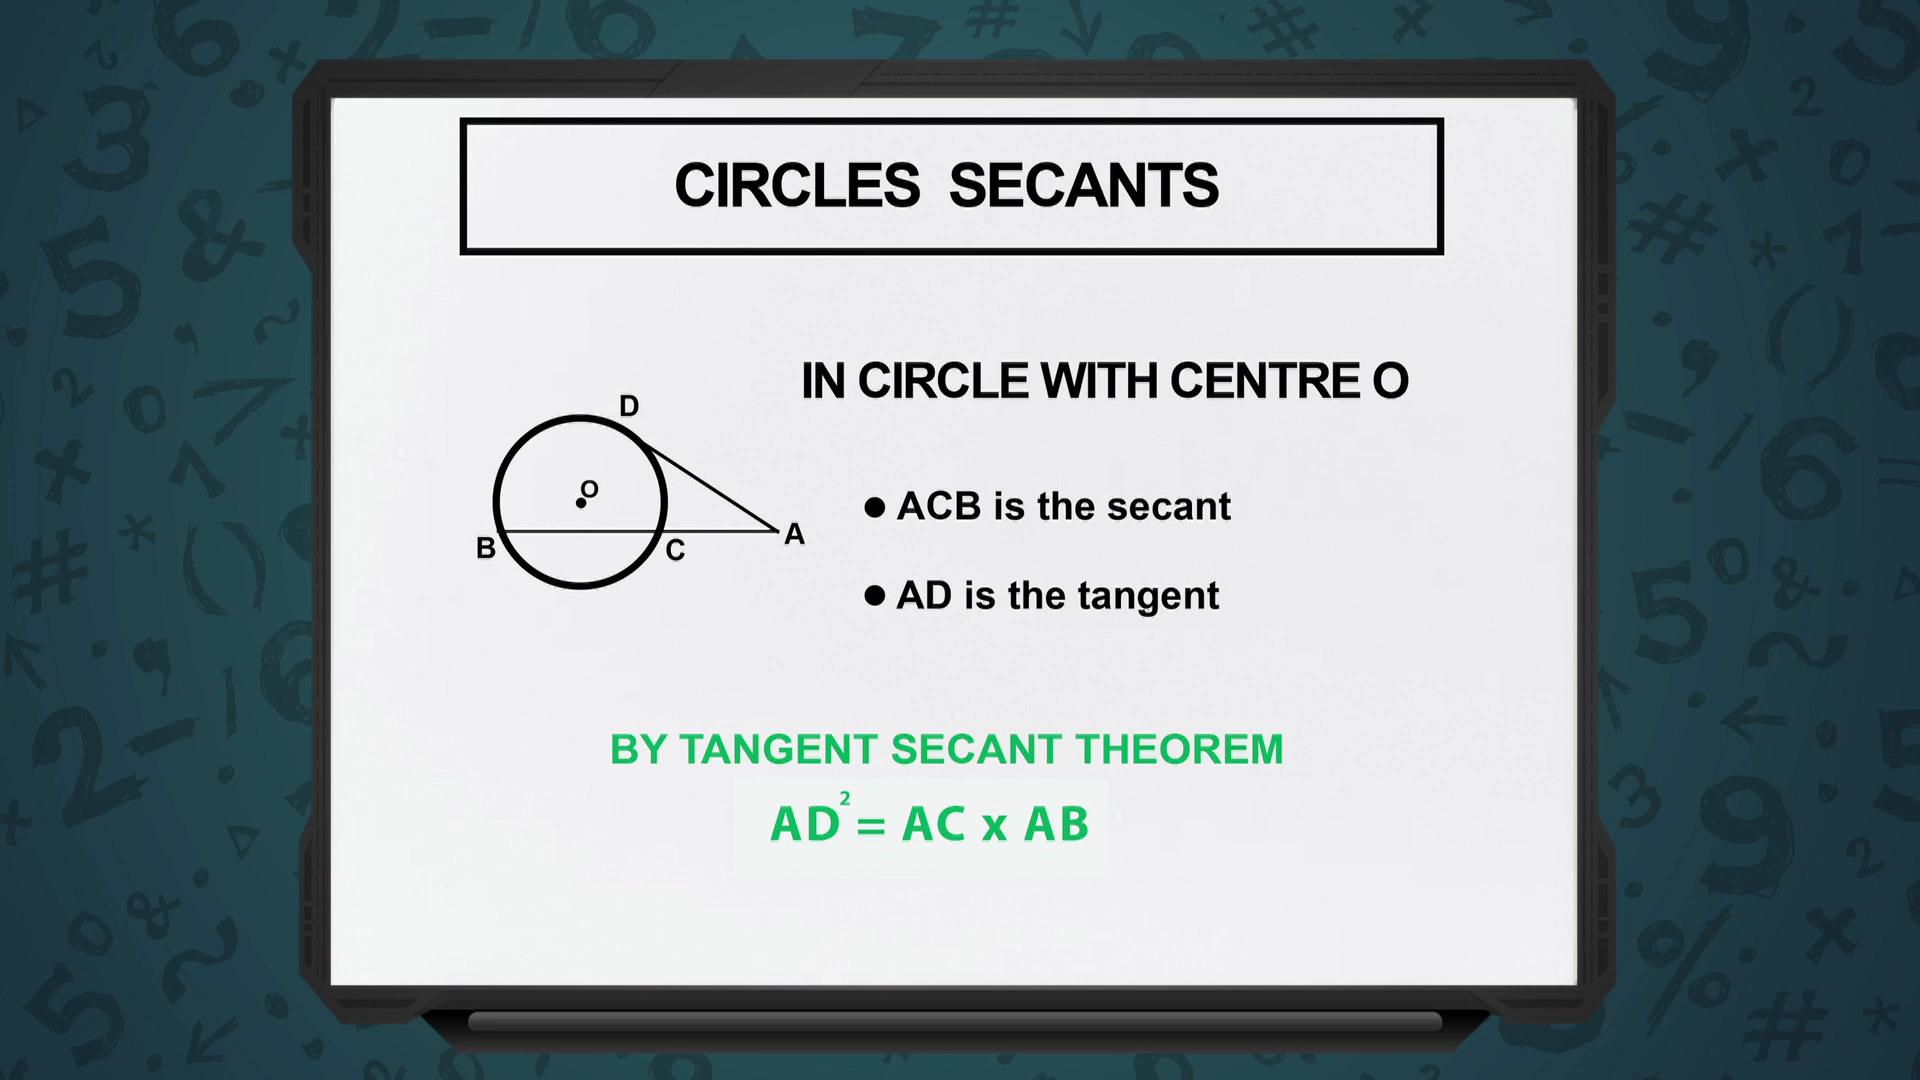 CIRCLES SECANTS
IN CIRCLE WITH CENTRE O
D
O
B
C
A
● ACB is the secant
● AD is the tangent
BY TANGENT SECANT THEOREM
AD² = AC x AB